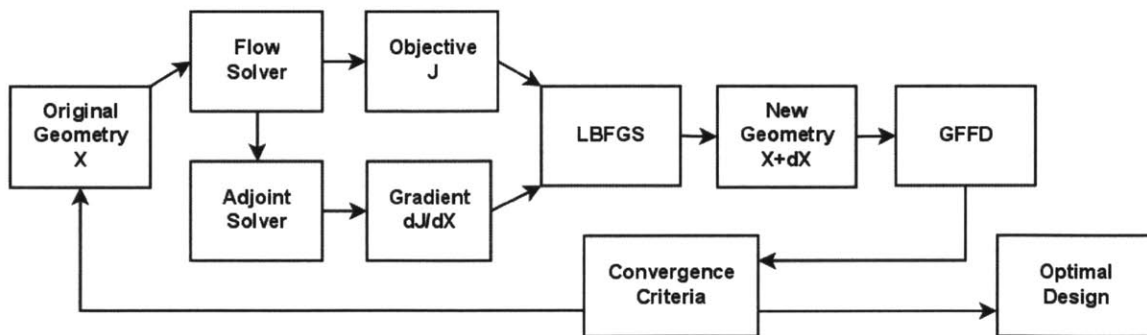 Original
Geometry
X
Flow
Solver
Objective
J
Adjoint
Solver
Gradient
dJ/dX
LBFGS
New
Geometry
X+dX
GFFD
Convergence
Criteria
Optimal
Design